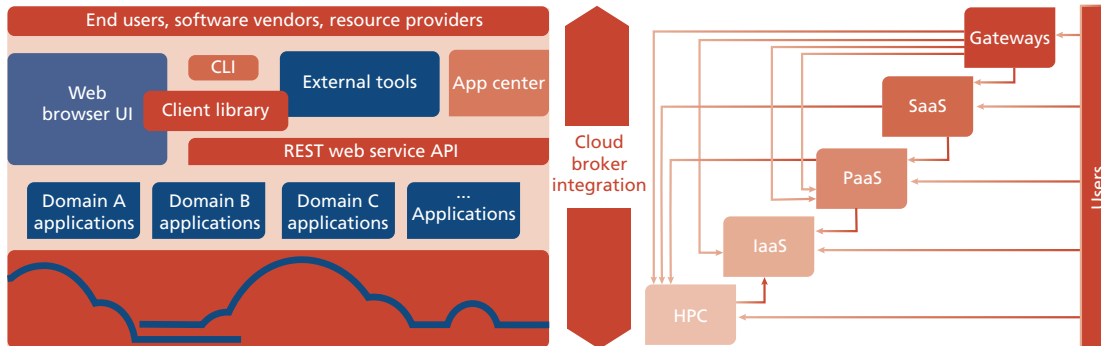 End users, software vendors, resource providers
Web
browser UI
CLI
Client library
External tools
App center
REST web service API
Domain A
applications
Domain B
applications
Domain C
applications
...
Applications
Cloud
broker
integration
Gateways
SaaS
PaaS
IaaS
HPC
Users